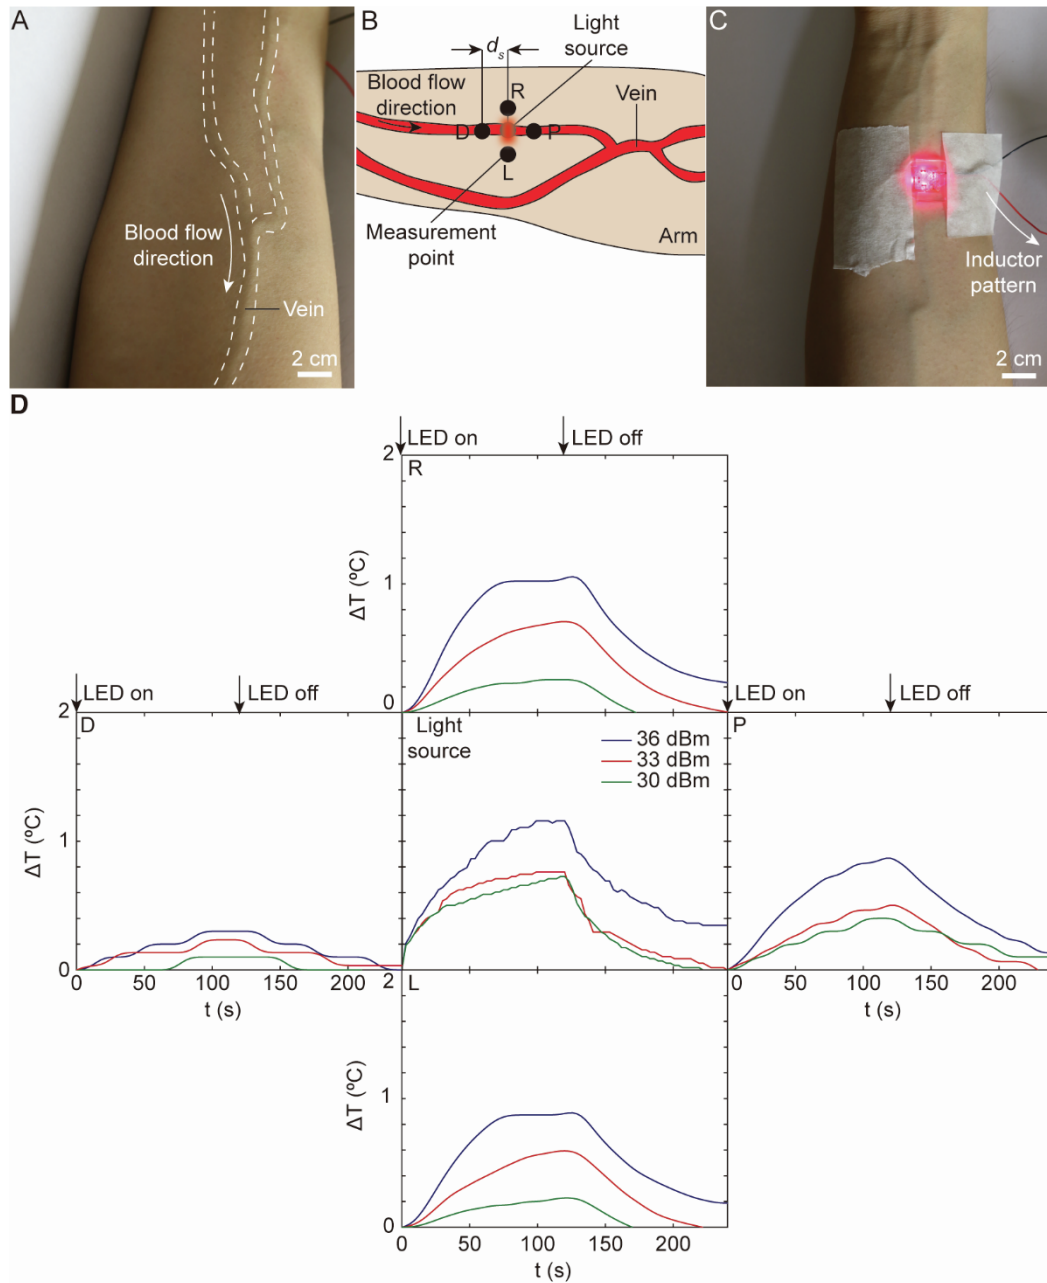 A
Blood flow
direction
Vein
2 cm
B
d_s
Light
source
Blood flow
direction
R
Vein
D
P
L
Measurement
point
Arm
C
Inductor
pattern
2 cm
D
LED on
LED off
R
2
1
0
ΔT (ºC)
LED on
LED off
D
2
1
0
ΔT (ºC)
0
50
100
150
200
t (s)
Light
source
36 dBm
33 dBm
30 dBm
LED on
LED off
P
0
50
100
150
200
t (s)
L
2
1
0
ΔT (ºC)
0
50
100
150
200
t (s)